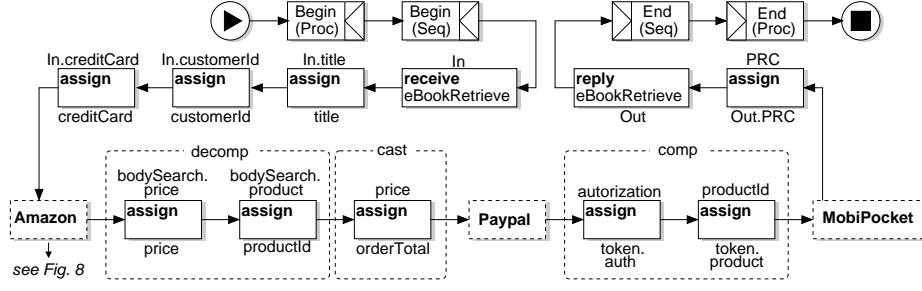 Begin
(Proc)
Begin
(Seq)
End
(Seq)
End
(Proc)
In.creditCard
assign
creditCard
In.customerId
assign
customerId
In.title
assign
title
In
receive
eBookRetrieve
reply
eBookRetrieve
Out
PRC
assign
Out.PRC
decomp
cast
comp
Amazon
see Fig. 8
bodySearch.
price
assign
price
bodySearch.
product
assign
productId
price
assign
orderTotal
Paypal
autorization
assign
token.
auth
productId
assign
token.
product
MobiPocket